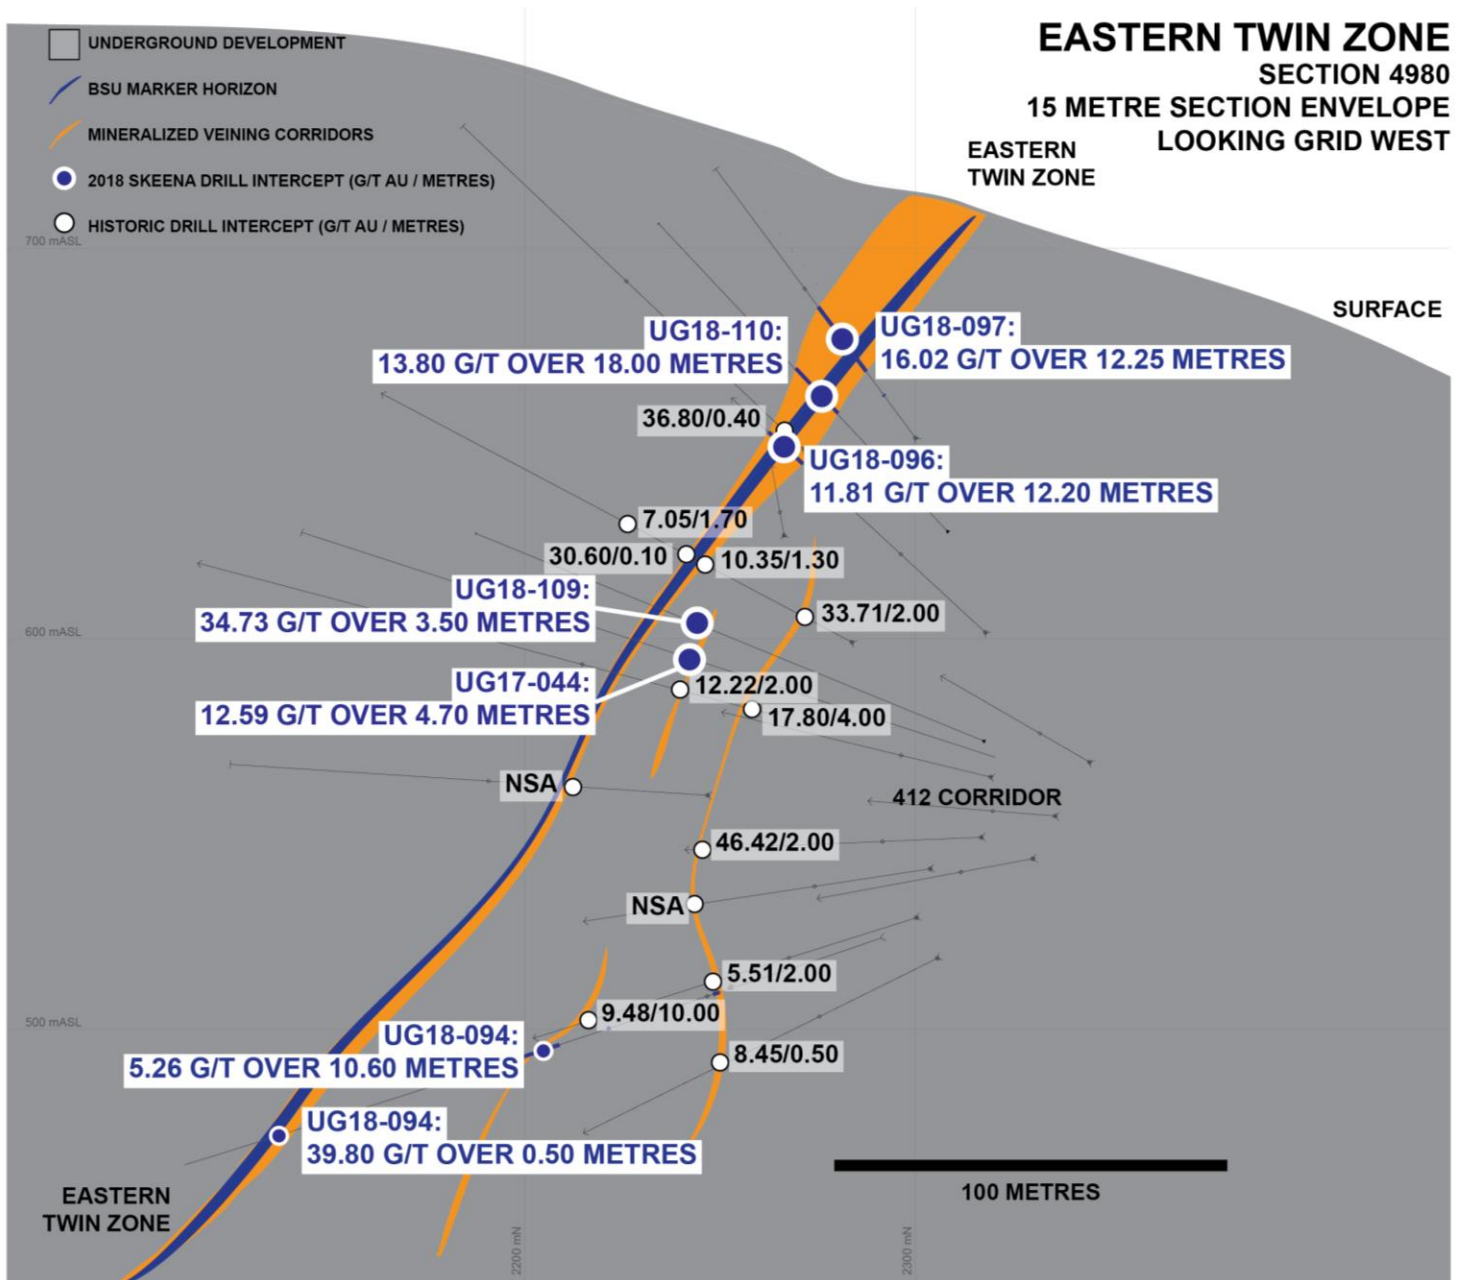 EASTERN TWIN ZONE
SECTION 4980
15 METRE SECTION ENVELOPE
LOOKING GRID WEST
UNDERGROUND DEVELOPMENT
BSU MARKER HORIZON
MINERALIZED VEINING CORRIDORS
2018 SKEENA DRILL INTERCEPT (G/T AU / METRES)
HISTORIC DRILL INTERCEPT (G/T AU / METRES)
EASTERN
TWIN ZONE
700 mASL
SURFACE
UG18-110:
13.80 G/T OVER 18.00 METRES
UG18-097:
16.02 G/T OVER 12.25 METRES
36.80/0.40
UG18-096:
11.81 G/T OVER 12.20 METRES
7.05/1.70
30.60/0.10
10.35/1.30
UG18-109:
34.73 G/T OVER 3.50 METRES
33.71/2.00
600 mASL
UG17-044:
12.59 G/T OVER 4.70 METRES
12.22/2.00
17.80/4.00
NSA
412 CORRIDOR
46.42/2.00
NSA
5.51/2.00
9.48/10.00
500 mASL
UG18-094:
5.26 G/T OVER 10.60 METRES
8.45/0.50
UG18-094:
39.80 G/T OVER 0.50 METRES
EASTERN
TWIN ZONE
100 METRES
2200 mN
2300 mN